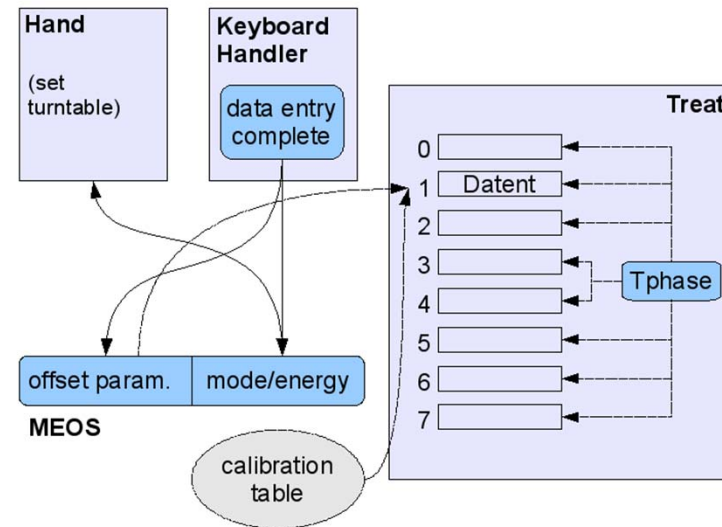 Hand
(set
turntable)
Keyboard
Handler
data entry
complete
Treat
0
1 Datent
2
3
4
5
6
7
Tphase
offset param. mode/energy
MEOS
calibration
table